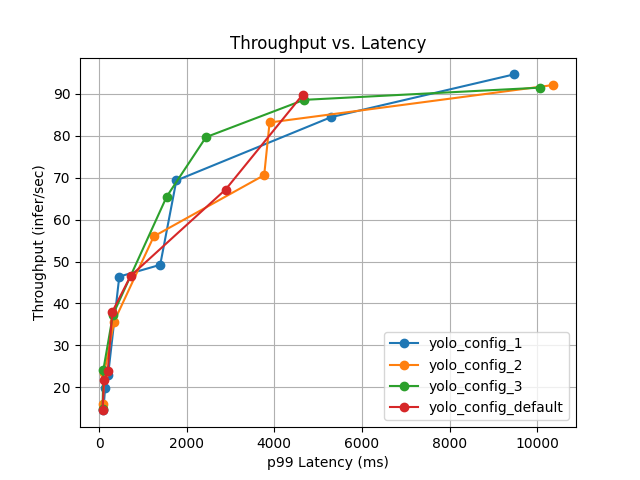 Throughput vs. Latency
Throughput (infer/sec)
90
80
70
60
50
40
30
20
0
2000
4000
6000
8000
10000
p99 Latency (ms)
yolo_config_1
yolo_config_2
yolo_config_3
yolo_config_default